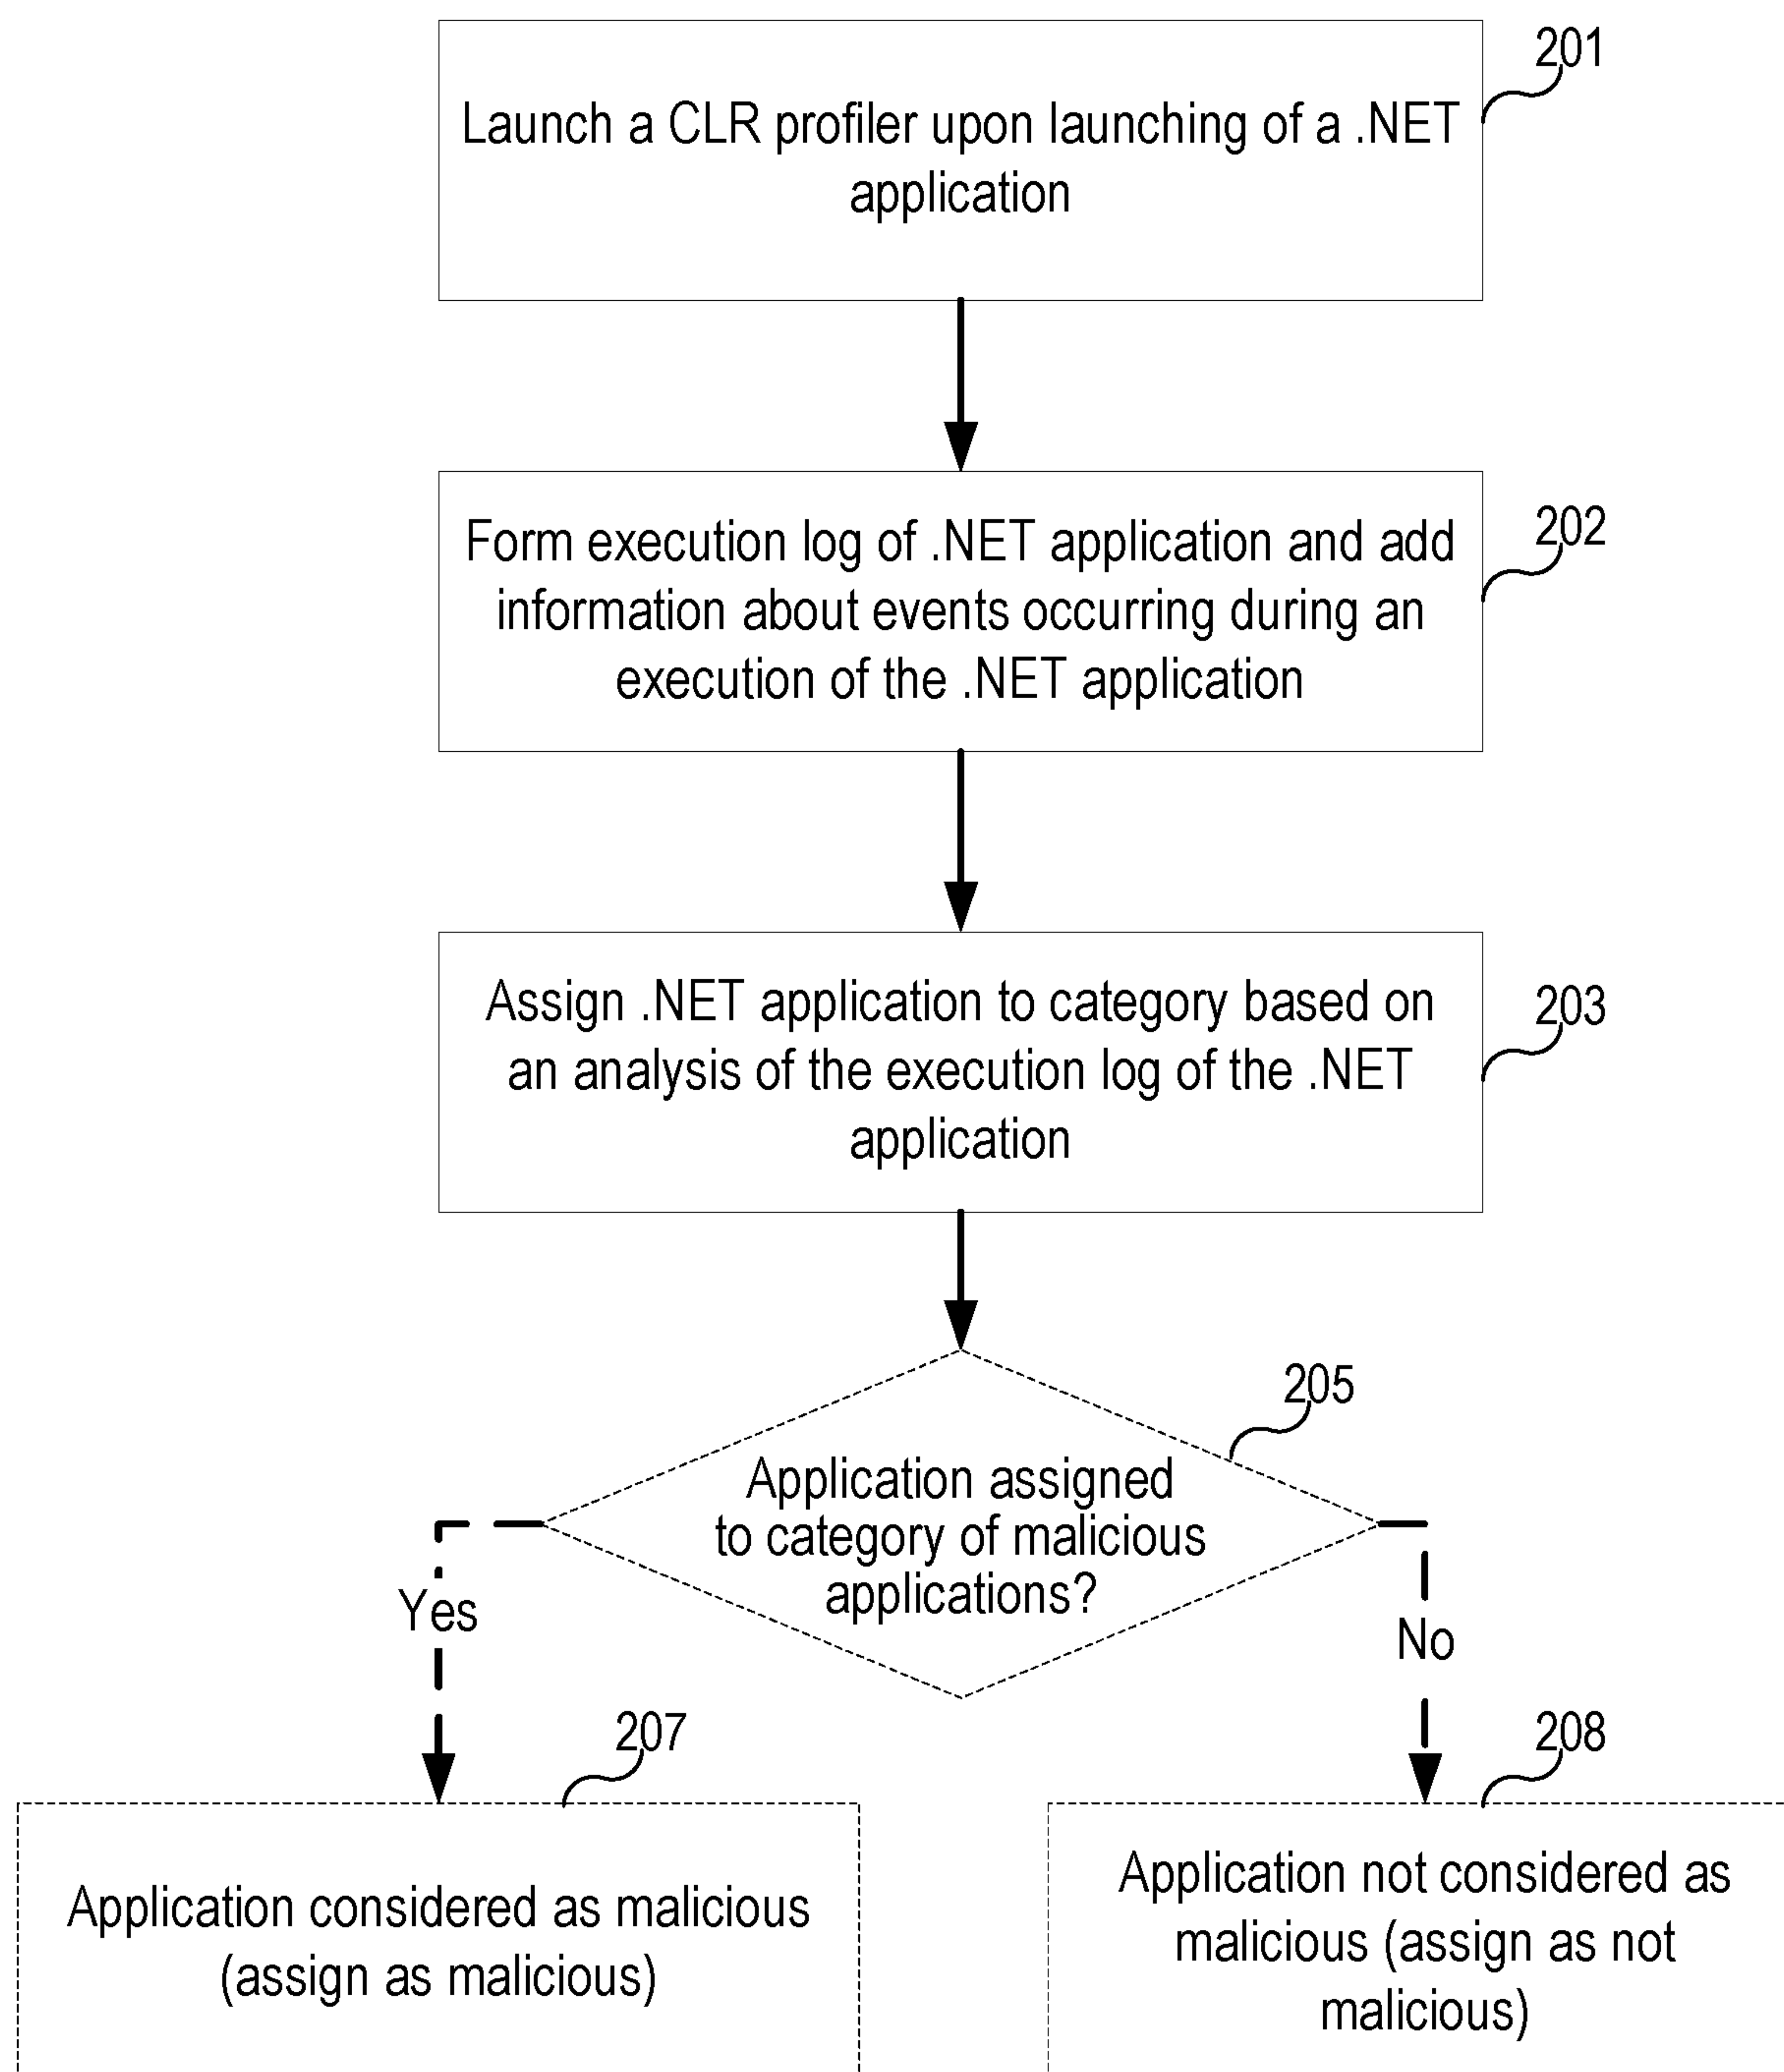 201
Launch a CLR profiler upon launching of a .NET
application
202
Form execution log of .NET application and add
information about events occurring during an
execution of the .NET application
203
Assign .NET application to category based on
an analysis of the execution log of the .NET
application
205
Application assigned
to category of malicious
applications?
Yes
No
207
208
Application considered as malicious
(assign as malicious)
Application not considered as
malicious (assign as not
malicious)